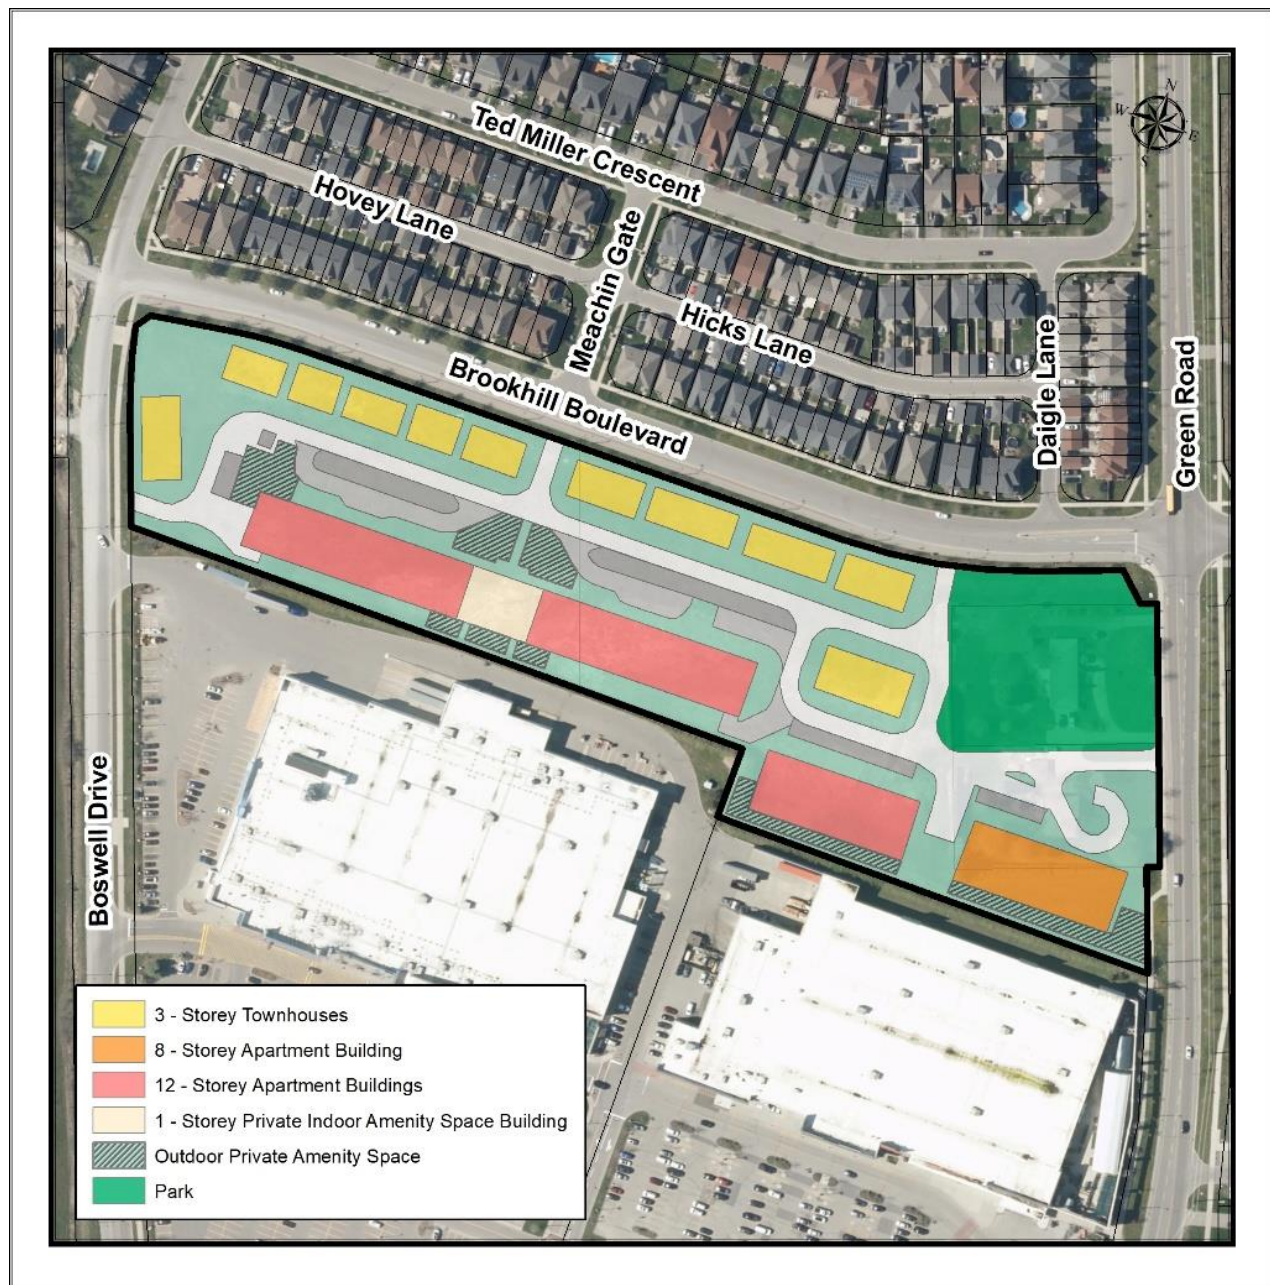 N
W
E
S
Ted Miller Crescent
Hovey Lane
Meachin Gate
Hicks Lane
Brookhill Boulevard
Daigle Lane
Green Road
Boswell Drive
3 - Storey Townhouses
8 - Storey Apartment Building
12 - Storey Apartment Buildings
1 - Storey Private Indoor Amenity Space Building
Outdoor Private Amenity Space
Park